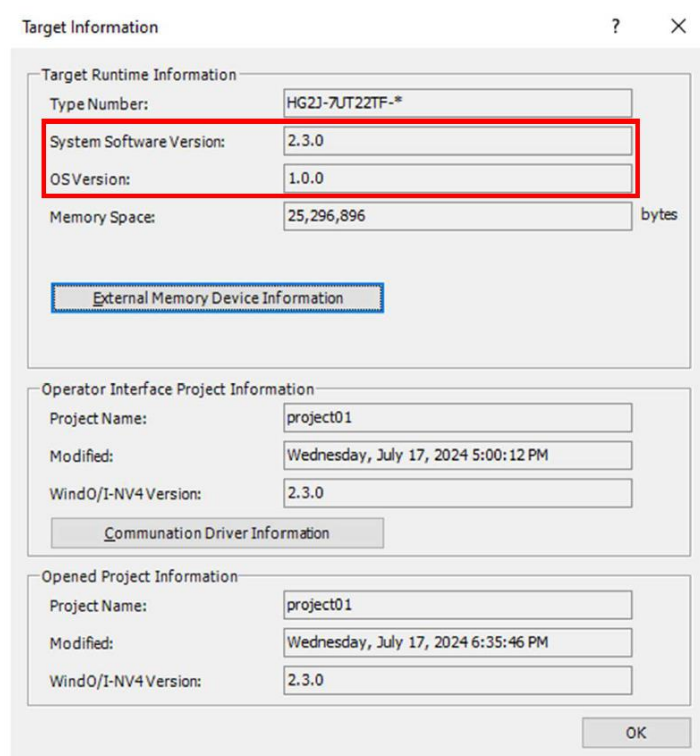 Target Information ? X
Target Runtime Information
Type Number: HG2J-7UT22TF-*
System Software Version: 2.3.0
OS Version: 1.0.0
Memory Space: 25,296,896 bytes
External Memory Device Information
Operator Interface Project Information
Project Name: project01
Modified: Wednesday, July 17, 2024 5:00:12 PM
WindO/I-NV4 Version: 2.3.0
Communation Driver Information
Opened Project Information
Project Name: project01
Modified: Wednesday, July 17, 2024 6:35:46 PM
WindO/I-NV4 Version: 2.3.0
OK